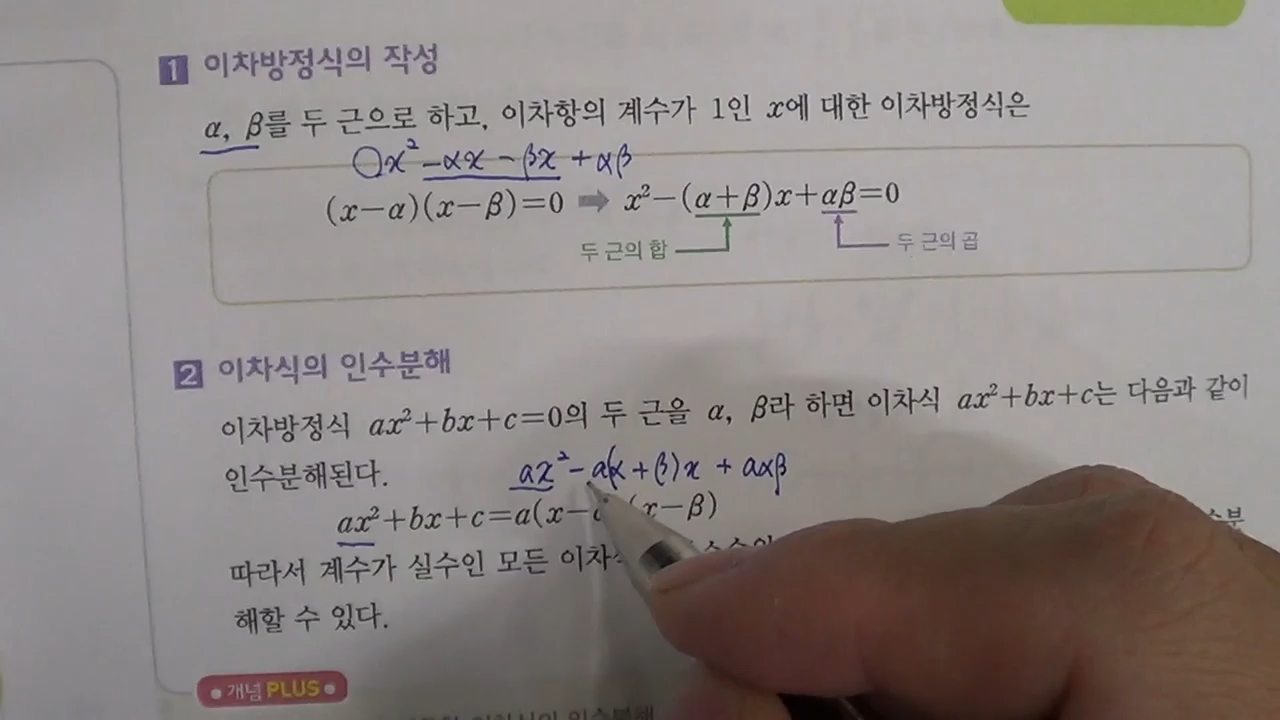 1 이차방정식의 작성
α, β를 두 근으로 하고, 이차항의 계수가 1인 x에 대한 이차방정식은
x² -αx -βx +αβ
(x-α)(x-β)=0 ➡ x²-(α+β)x+αβ=0
두 근의 합 두 근의 곱
2 이차식의 인수분해
이차방정식 ax²+bx+c=0의 두 근을 α, β라 하면 이차식 ax²+bx+c는 다음과 같이
인수분해된다.
ax² -a(α+β)x +aαβ
ax²+bx+c=a(x- (x-β)
따라서 계수가 실수인 모든
해할 수 있다.
개념 PLUS